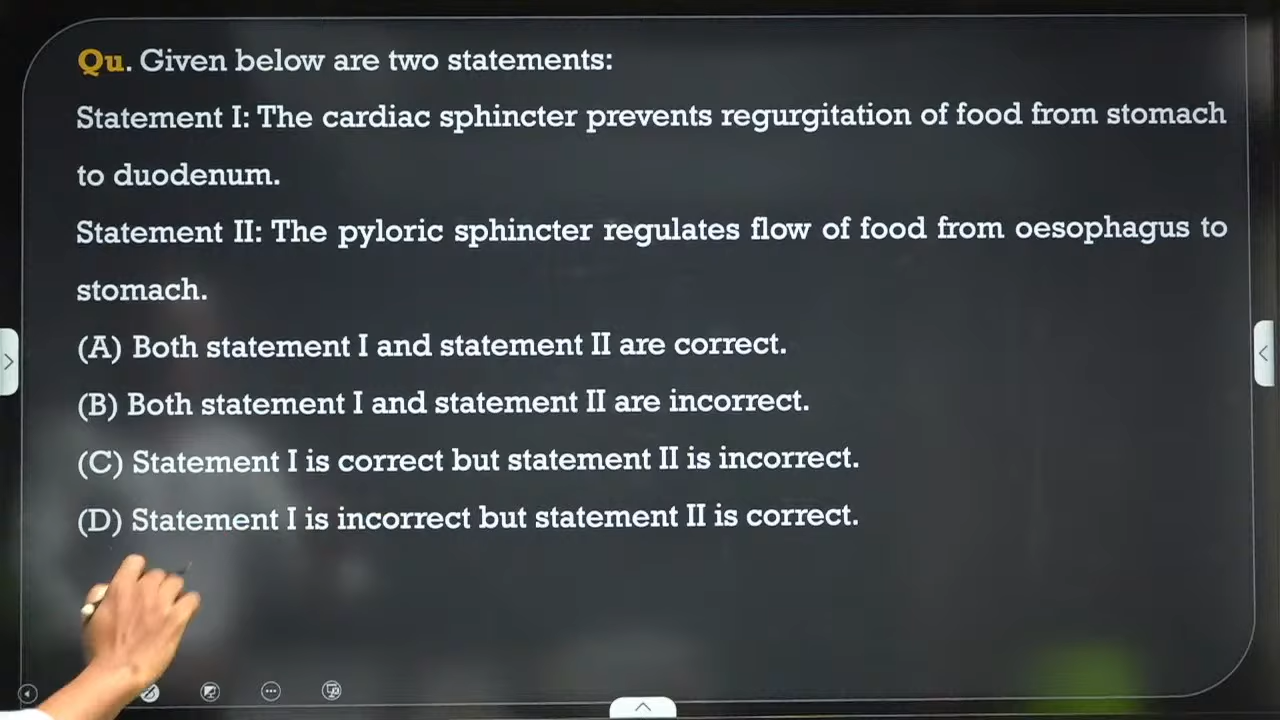 Qu. Given below are two statements:
Statement I: The cardiac sphincter prevents regurgitation of food from stomach
to duodenum.
Statement II: The pyloric sphincter regulates flow of food from oesophagus to
stomach.
(A) Both statement I and statement II are correct.
(B) Both statement I and statement II are incorrect.
(C) Statement I is correct but statement II is incorrect.
(D) Statement I is incorrect but statement II is correct.